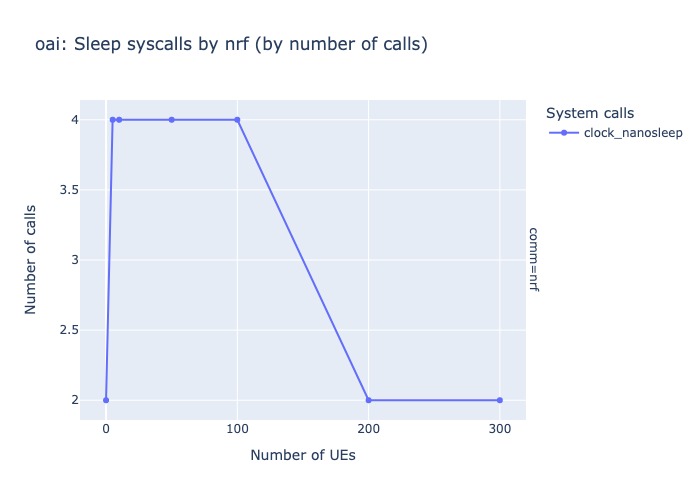 oai: Sleep syscalls by nrf (by number of calls)
System calls
clock_nanosleep
4
3.5
3
2.5
2
Number of calls
comm=nrf
0
100
200
300
Number of UEs